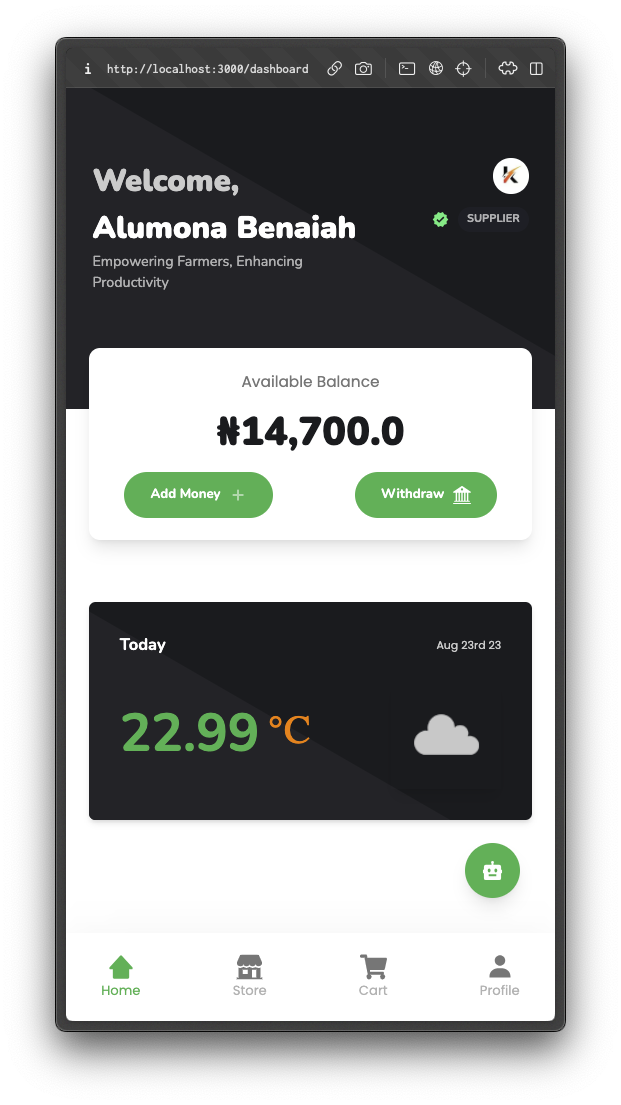 http://localhost:3000/dashboard
Welcome,
Alumona Benaiah
SUPPLIER
Empowering Farmers, Enhancing
Productivity
Available Balance
₦14,700.0
Add Money
Withdraw
Today
Aug 23rd 23
22.99 °C
Home
Store
Cart
Profile